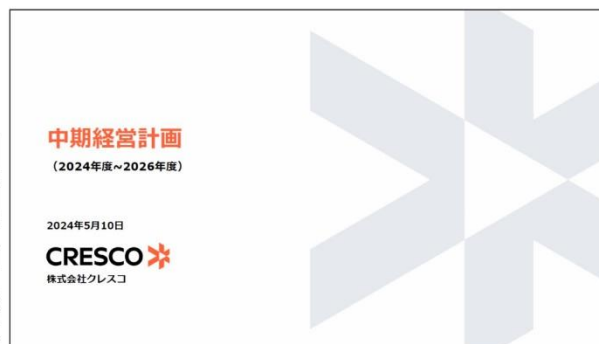 中期経営計画
（2024年度~2026年度）
2024年5月10日
CRESCO
株式会社クレスコ